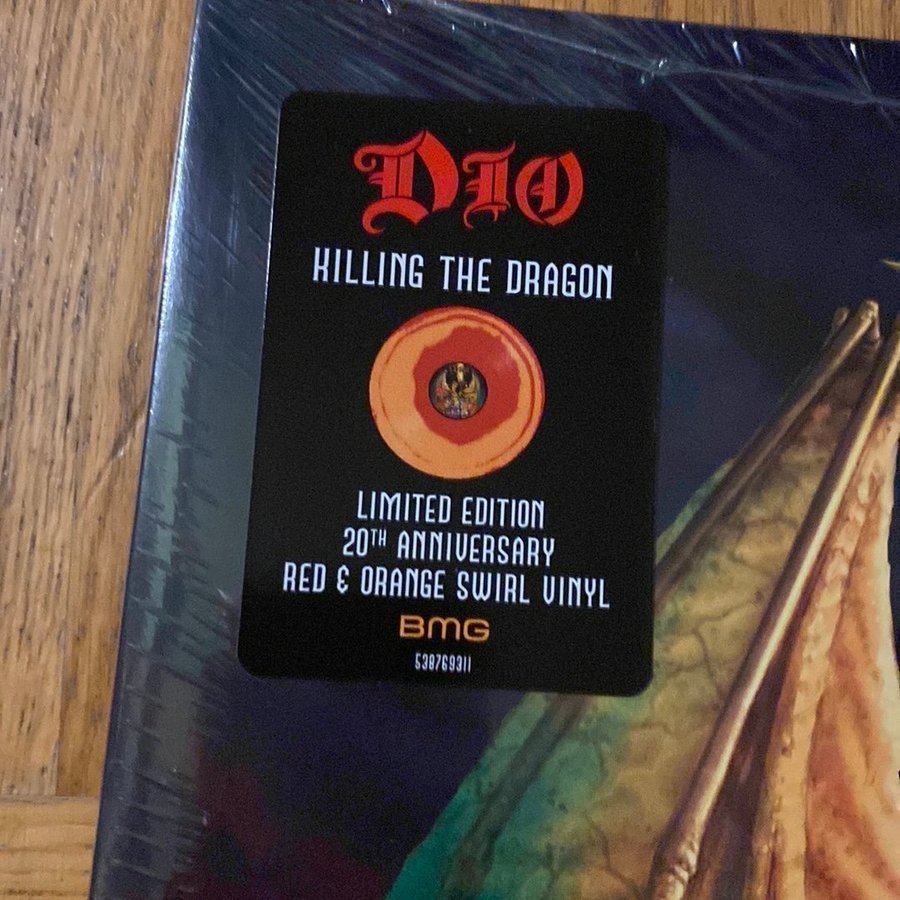 DIO
KILLING THE DRAGON
LIMITED EDITION
20TH ANNIVERSARY
RED & ORANGE SWIRL VINYL
BMG
538769311